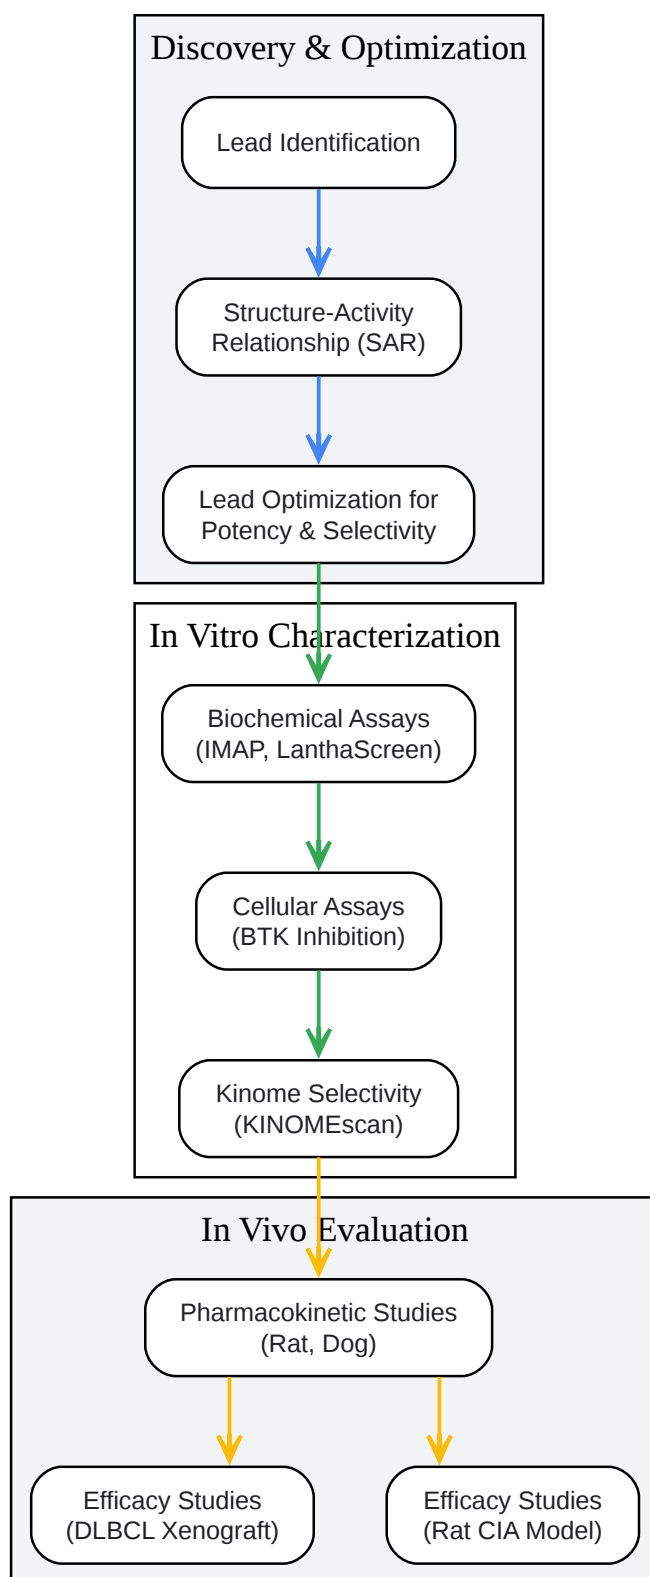 Discovery & Optimization
Lead Identification
Structure-Activity
Relationship (SAR)
Lead Optimization for
Potency & Selectivity
In Vitro Characterization
Biochemical Assays
(IMAP, LanthaScreen)
Cellular Assays
(BTK Inhibition)
Kinome Selectivity
(KINOMEscan)
In Vivo Evaluation
Pharmacokinetic Studies
(Rat, Dog)
Efficacy Studies
(DLBCL Xenograft)
Efficacy Studies
(Rat CIA Model)